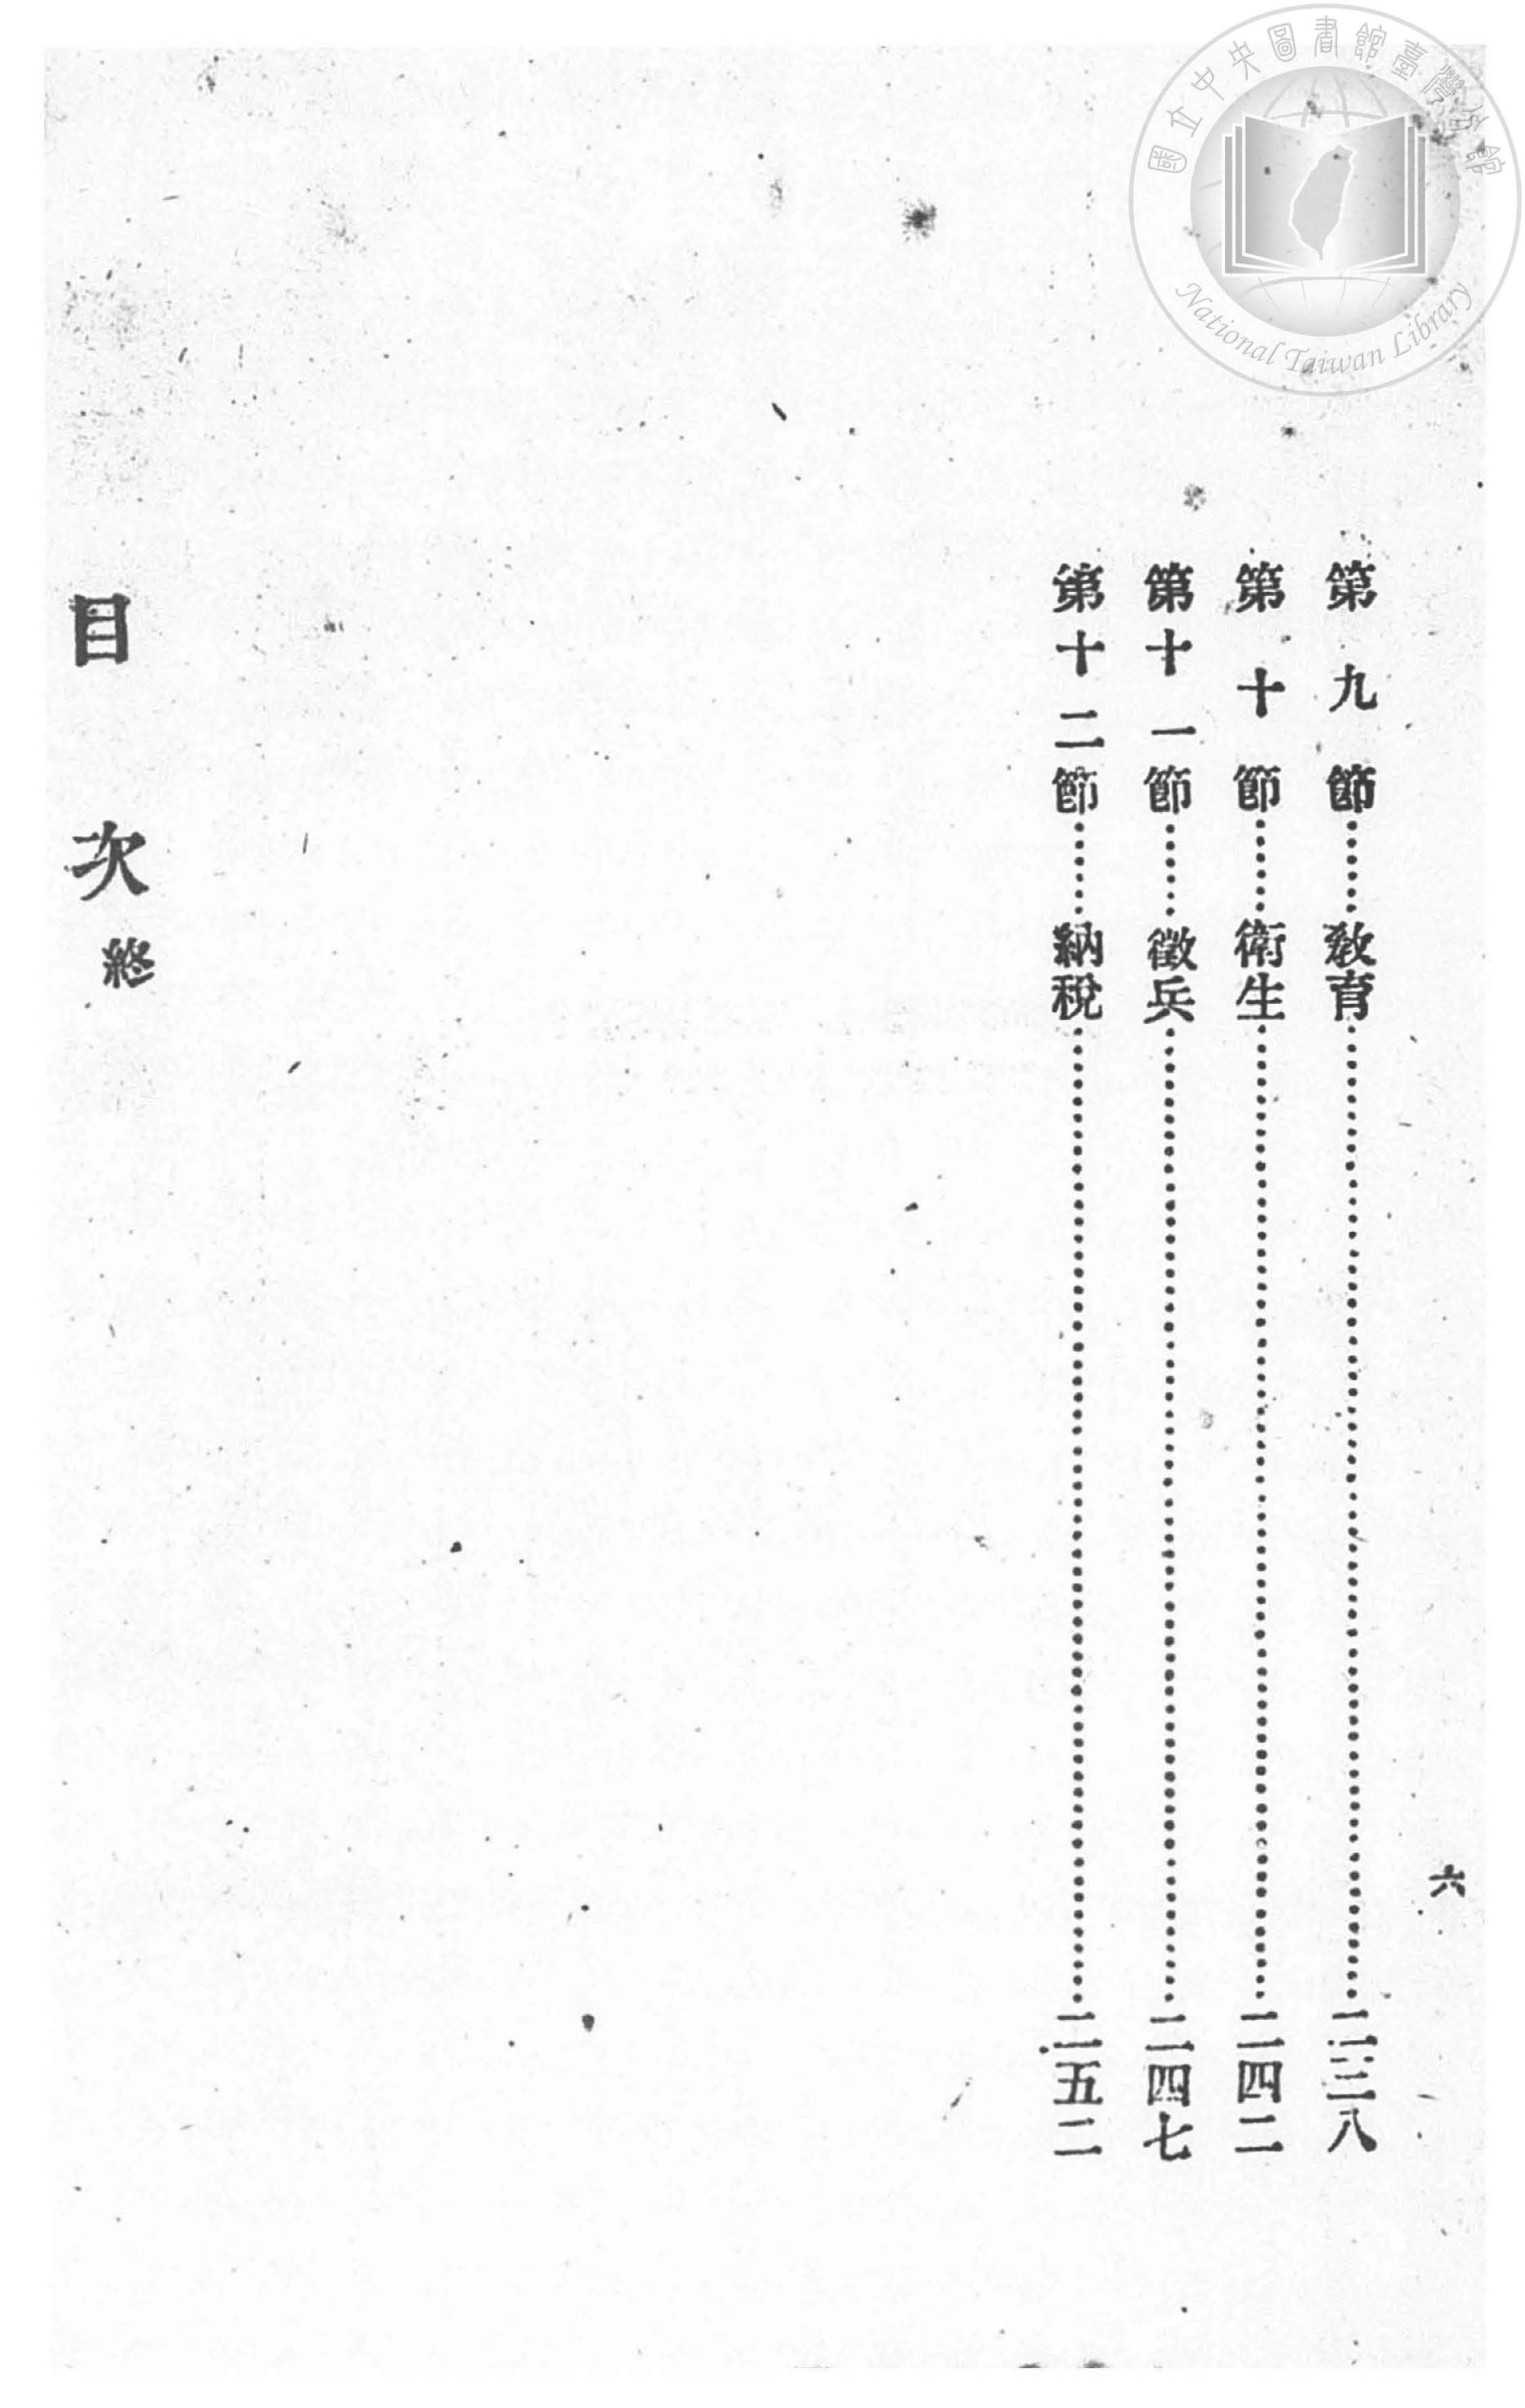 國立中央圖書館臺灣分館
National Taiwan Library
六
第九節……教育……二三八
第十節……衛生……二四二
第十一節……徵兵……二四七
第十二節……納稅……二五二
目次終